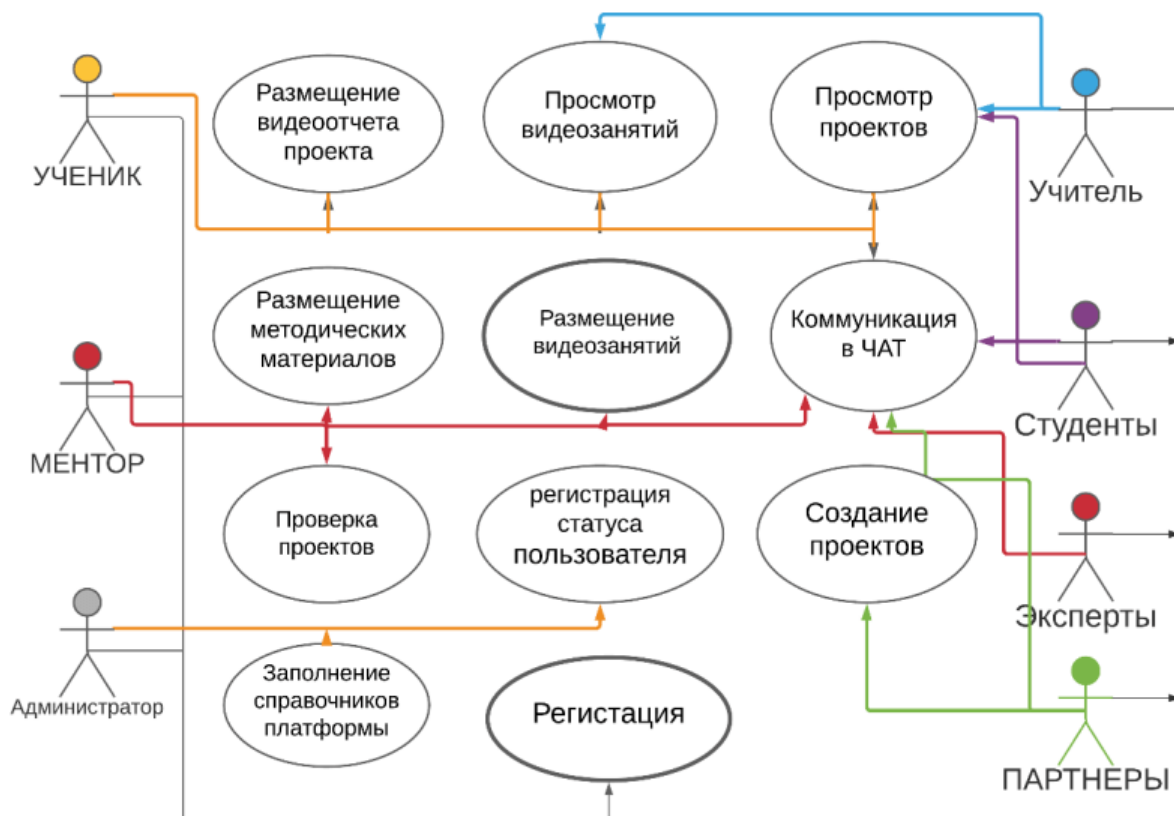 УЧЕНИК
Размещение
видеоотчета
проекта
Просмотр
видеозанятий
Просмотр
проектов
Учитель
МЕНТОР
Размещение
методических
материалов
Размещение
видеозанятий
Коммуникация
в ЧАТ
Студенты
Проверка
проектов
регистрация
статуса
пользователя
Создание
проектов
Эксперты
Администратор
Заполнение
справочников
платформы
Регистация
ПАРТНЕРЫ